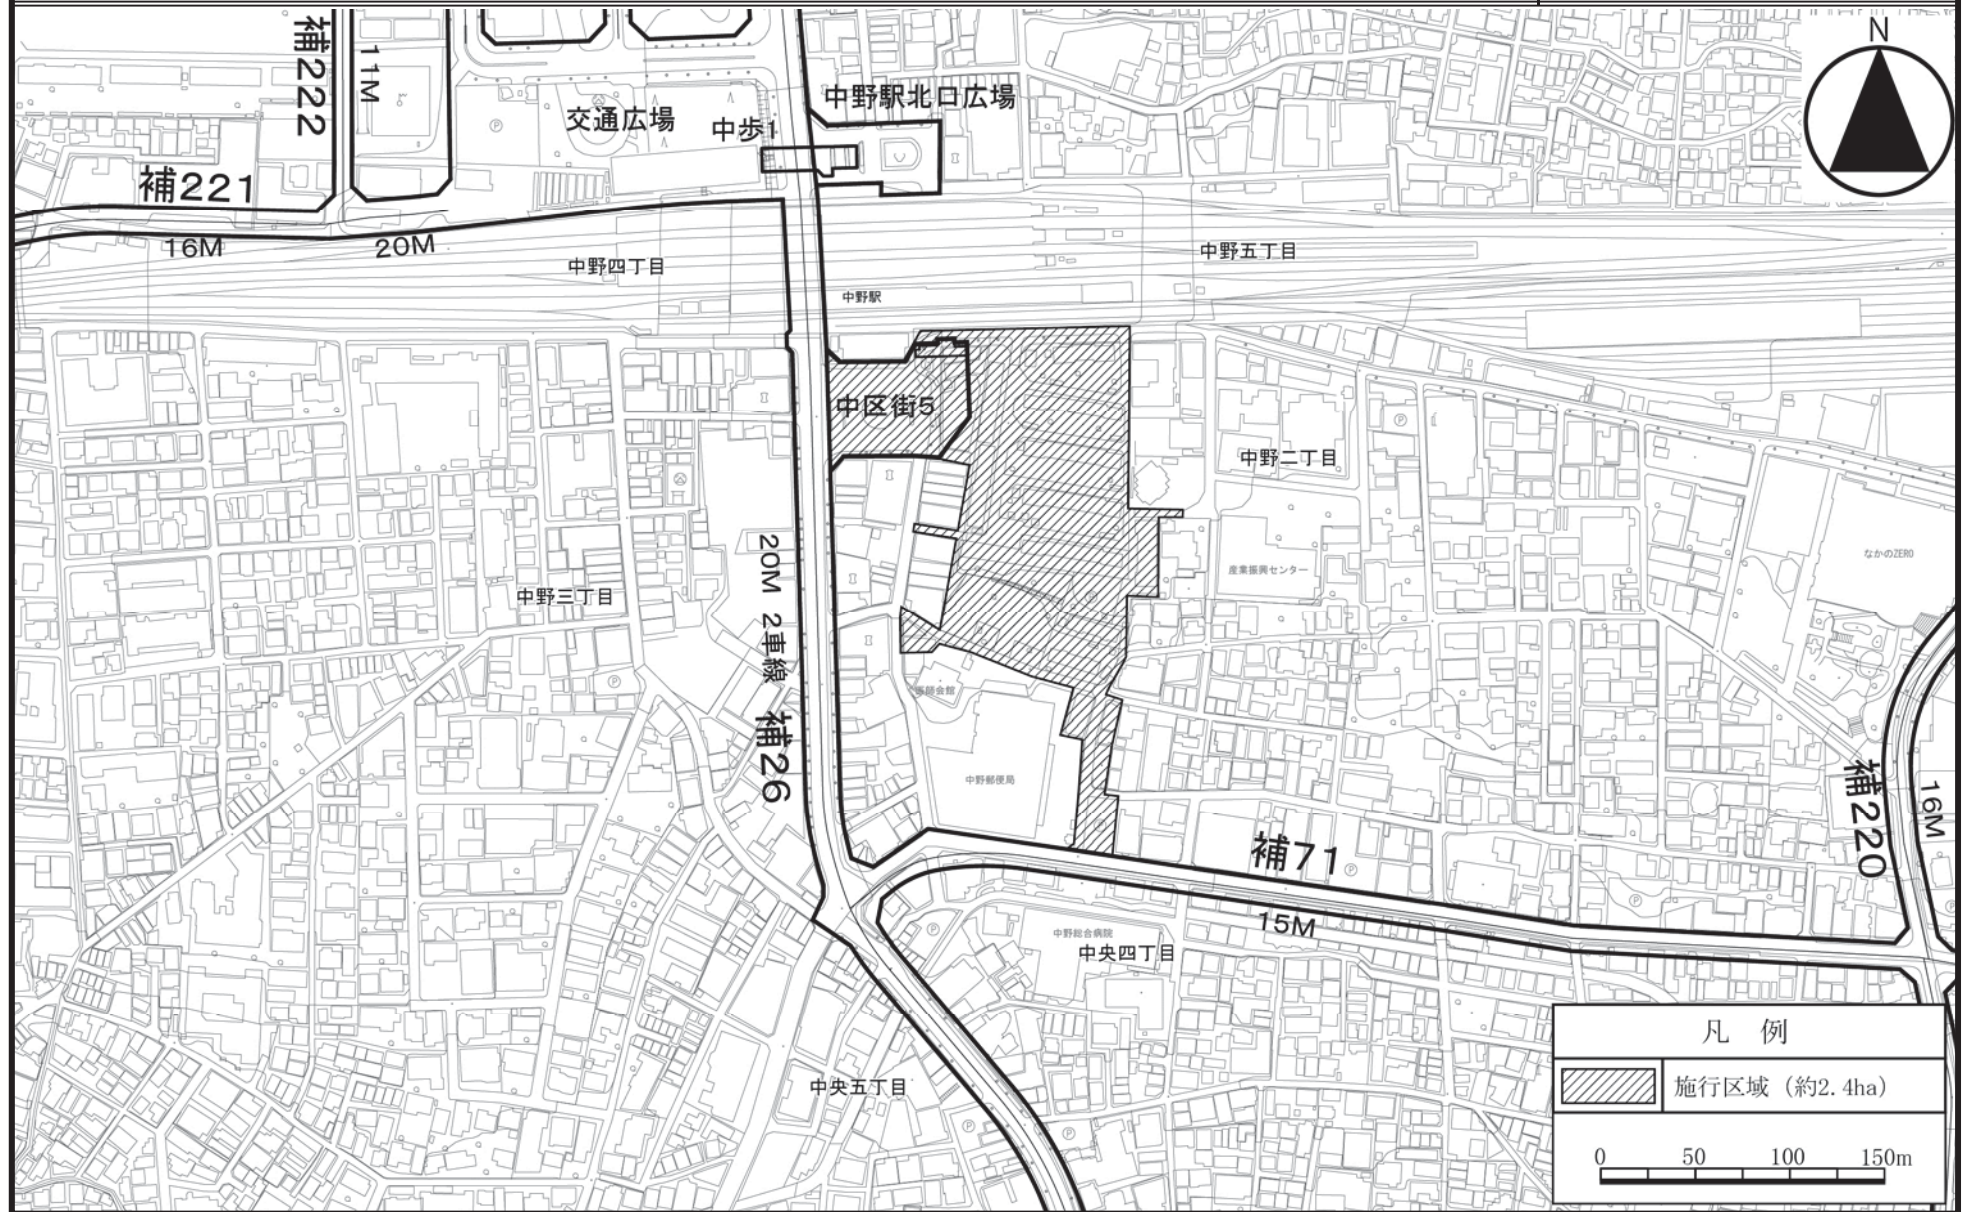 補222
11M
N
中野駅北口広場
交通広場
中歩1
補221
16M
20M
中野四丁目
中野五丁目
中野駅
中区街5
中野二丁目
なかのZERO
産業振興センター
20M 2車線
中野三丁目
医師会館
補26
中野郵便局
補220
16M
補71
15M
中野総合病院
中央四丁目
中央五丁目
凡 例
施行区域(約2.4ha)
0 50 100 150m